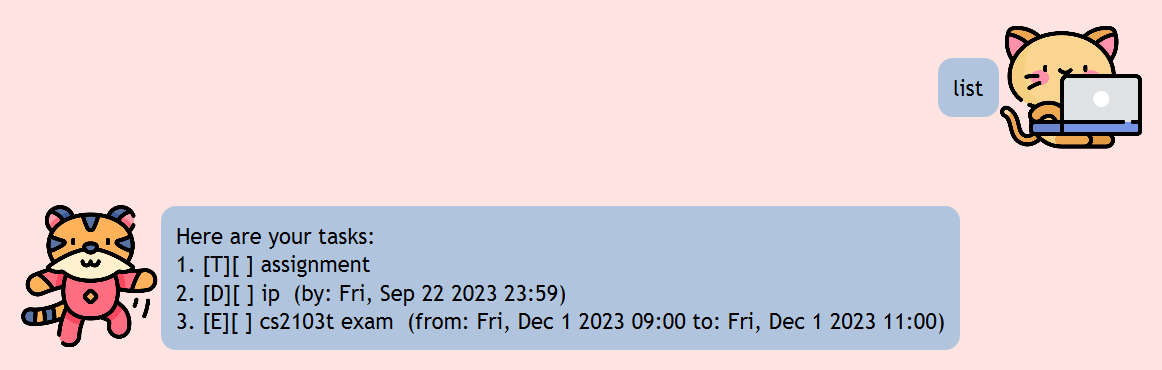 list
Here are your tasks:
1. [T][ ] assignment
2. [D][ ] ip  (by: Fri, Sep 22 2023 23:59)
3. [E][ ] cs2103t exam  (from: Fri, Dec 1 2023 09:00 to: Fri, Dec 1 2023 11:00)